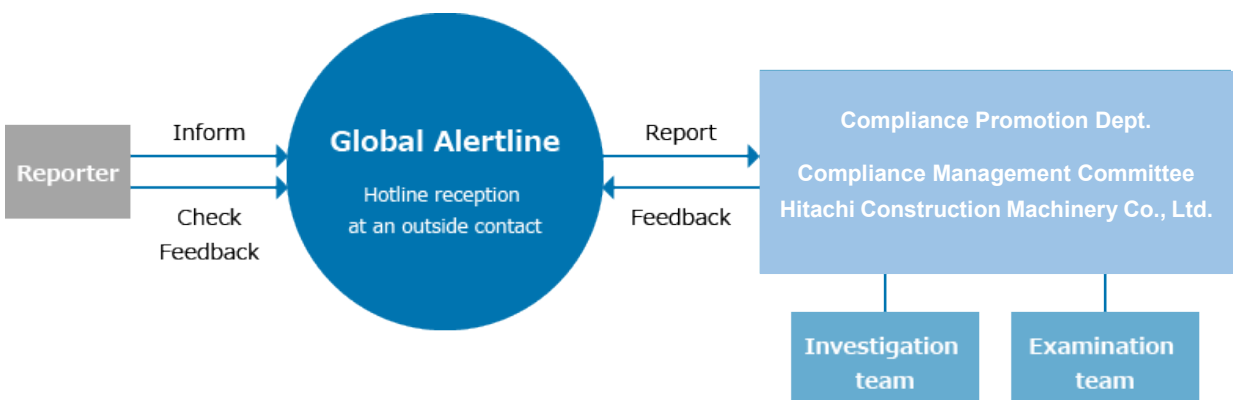 Reporter
Inform
Check
Feedback
Global Alertline
Hotline reception
at an outside contact
Report
Feedback
Compliance Promotion Dept.
Compliance Management Committee
Hitachi Construction Machinery Co., Ltd.
Investigation
team
Examination
team